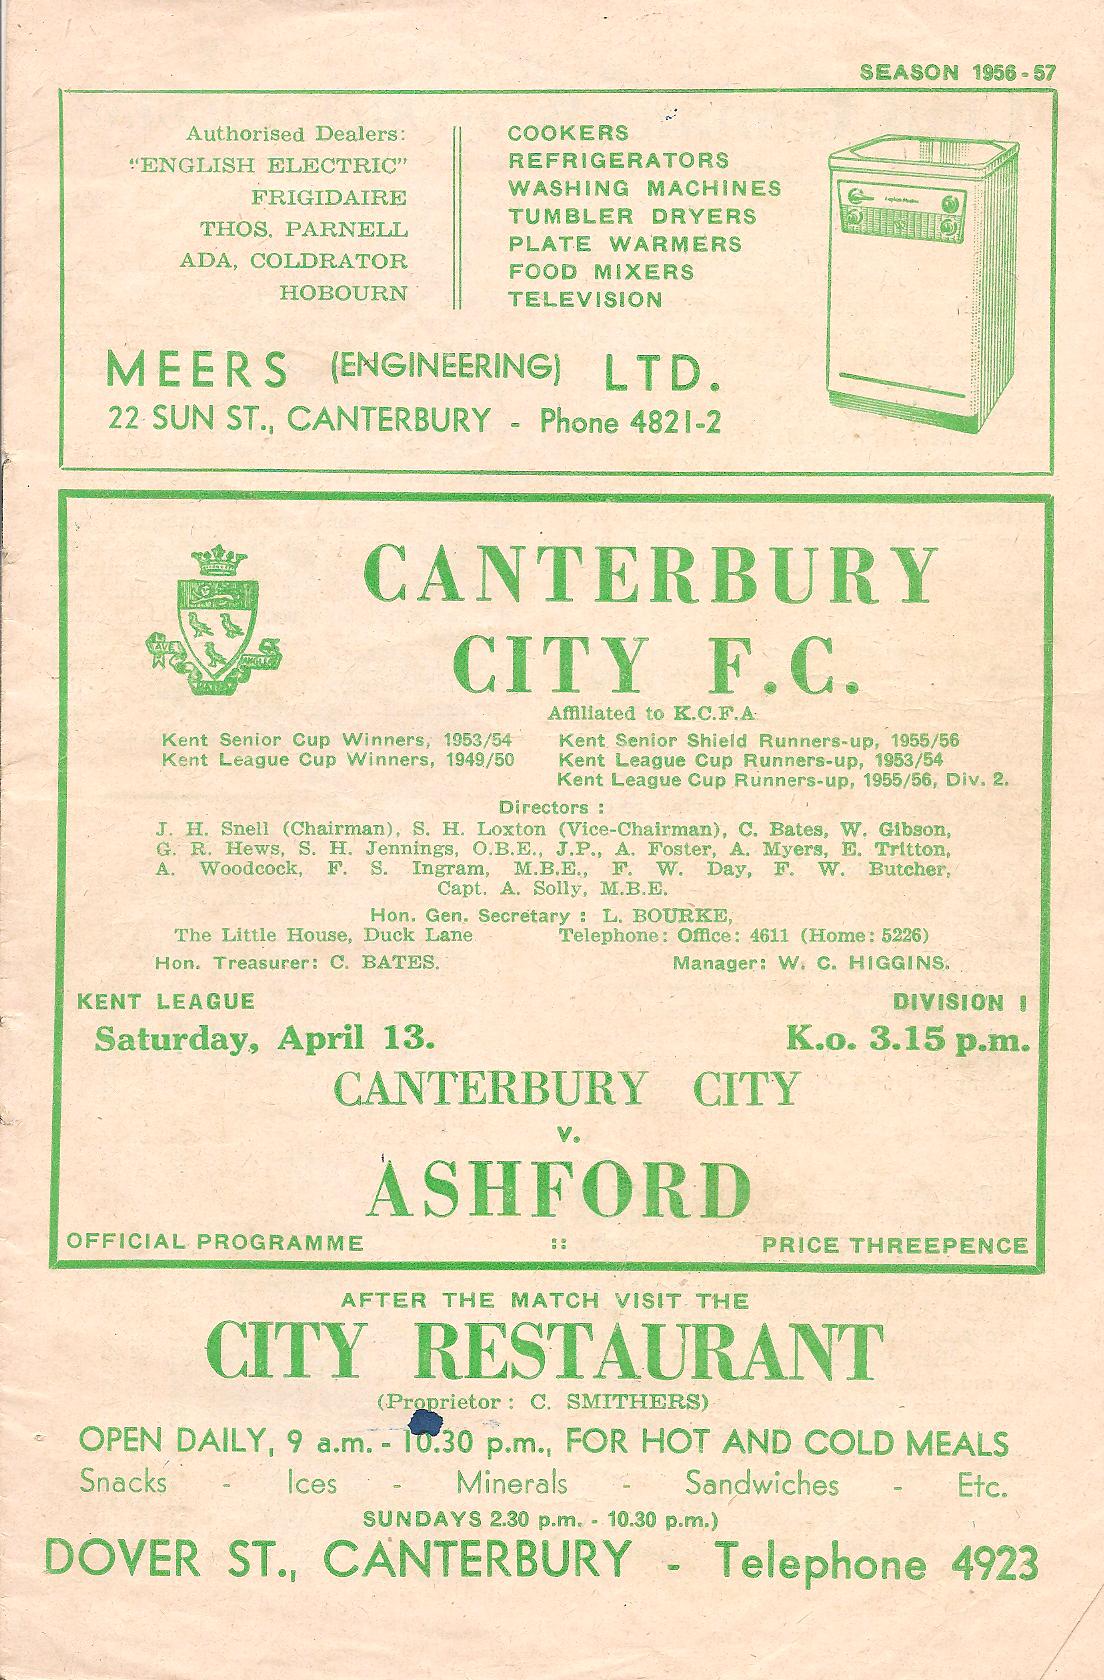 SEASON 1956-57
Authorised Dealers:
"ENGLISH ELECTRIC"
FRIGIDAIRE
THOS. PARNELL
ADA, COLDRATOR
HOBOURN
COOKERS
REFRIGERATORS
WASHING MACHINES
TUMBLER DRYERS
PLATE WARMERS
FOOD MIXERS
TELEVISION
MEERS (ENGINEERING) LTD.
22 SUN ST., CANTERBURY - Phone 4821-2
CANTERBURY
CITY F.C.
AVE MATER ANGLIÆ
Affiliated to K.C.F.A.
Kent Senior Cup Winners, 1953/54
Kent League Cup Winners, 1949/50
Kent Senior Shield Runners-up, 1955/56
Kent League Cup Runners-up, 1953/54
Kent League Cup Runners-up, 1955/56, Div. 2.
Directors :
J. H. Snell (Chairman), S. H. Loxton (Vice-Chairman), C. Bates, W. Gibson,
G. R. Hews, S. H. Jennings, O.B.E., J.P., A. Foster, A. Myers, E. Tritton,
A. Woodcock, F. S. Ingram, M.B.E., F. W. Day, F. W. Butcher,
Capt. A. Solly, M.B.E.
Hon. Gen. Secretary : L. BOURKE,
The Little House, Duck Lane Telephone: Office: 4611 (Home: 5226)
Hon. Treasurer: C. BATES. Manager: W. C. HIGGINS.
KENT LEAGUE DIVISION I
Saturday, April 13. K.o. 3.15 p.m.
CANTERBURY CITY
v.
ASHFORD
OFFICIAL PROGRAMME :: PRICE THREEPENCE
AFTER THE MATCH VISIT THE
CITY RESTAURANT
(Proprietor : C. SMITHERS)
OPEN DAILY, 9 a.m. - 10.30 p.m., FOR HOT AND COLD MEALS
Snacks - Ices - Minerals - Sandwiches - Etc.
SUNDAYS 2.30 p.m. - 10.30 p.m.)
DOVER ST., CANTERBURY - Telephone 4923